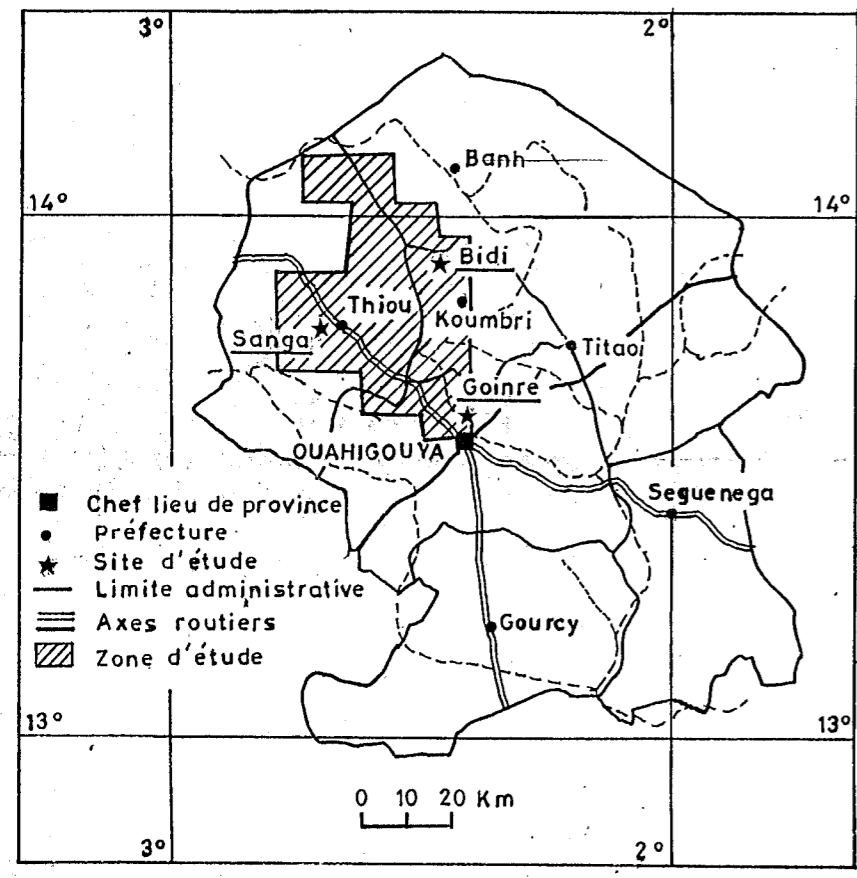 3° 2°
Banh
14° 14°
Bidi
Thiou
Koumbri
Sanga
Titao
Goinre
OUAHIGOUYA
Seguenega
Chef lieu de province
Préfecture
Site d'étude
Limite administrative
Axes routiers
Zone d'étude
Gourcy
13° 13°
0 10 20 Km
3° 2°